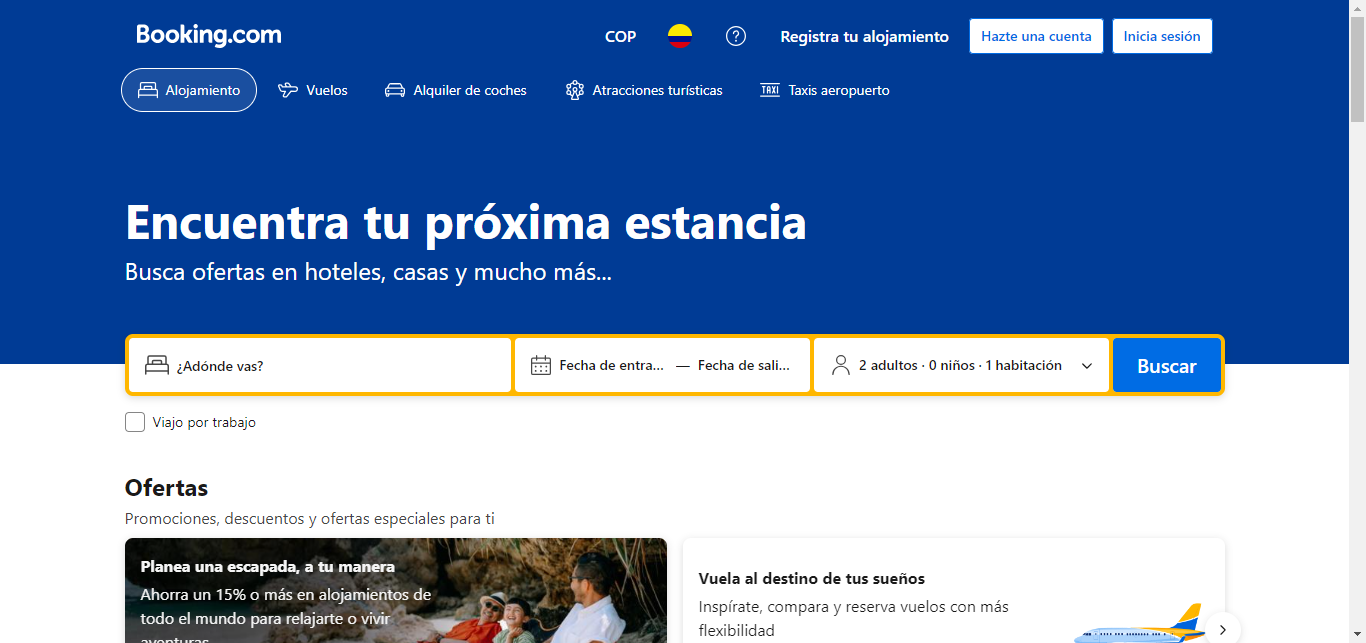 Booking.com
COP
Registra tu alojamiento
Hazte una cuenta
Inicia sesión
Alojamiento
Vuelos
Alquiler de coches
Atracciones turísticas
TAXI
Taxis aeropuerto
Encuentra tu próxima estancia
Busca ofertas en hoteles, casas y mucho más...
¿Adónde vas?
Fecha de entra... — Fecha de sali...
2 adultos · 0 niños · 1 habitación
Buscar
Viajo por trabajo
Ofertas
Promociones, descuentos y ofertas especiales para ti
Planea una escapada, a tu manera
Ahorra un 15% o más en alojamientos de
todo el mundo para relajarte o vivir
aventuras
Vuela al destino de tus sueños
Inspírate, compara y reserva vuelos con más
flexibilidad